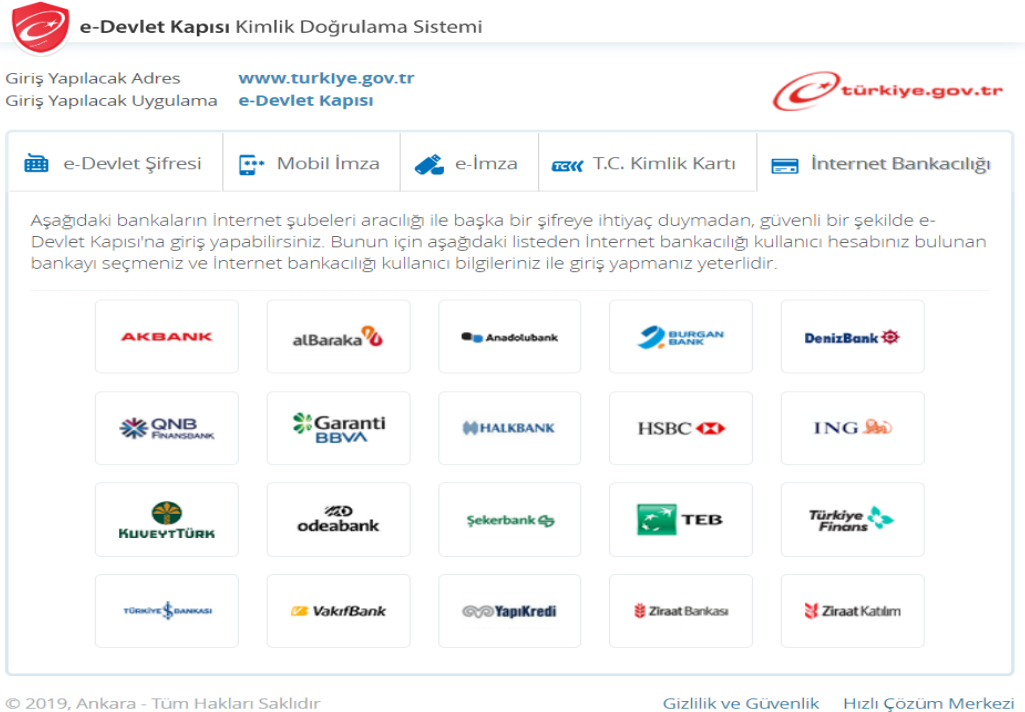 e-Devlet Kapısı Kimlik Doğrulama Sistemi
Giriş Yapılacak Adres www.turkiye.gov.tr
Giriş Yapılacak Uygulama e-Devlet Kapısı
türkiye.gov.tr
e-Devlet Şifresi Mobil İmza e-İmza T.C. Kimlik Kartı İnternet Bankacılığı
Aşağıdaki bankaların İnternet şubeleri aracılığı ile başka bir şifreye ihtiyaç duymadan, güvenli bir şekilde e-
Devlet Kapısı'na giriş yapabilirsiniz. Bunun için aşağıdaki listeden İnternet bankacılığı kullanıcı hesabınız bulunan
bankayı seçmeniz ve İnternet bankacılığı kullanıcı bilgileriniz ile giriş yapmanız yeterlidir.
AKBANK alBaraka Anadolubank BURGAN BANK DenizBank
QNB FINANSBANK Garanti BBVA HALKBANK HSBC ING
KUVEYTTÜRK odeabank Şekerbank TEB Türkiye Finans
TÜRKİYE İŞ BANKASI VakıfBank YapıKredi Ziraat Bankası Ziraat Katılım
© 2019, Ankara - Tüm Hakları Saklıdır Gizlilik ve Güvenlik Hızlı Çözüm Merkezi